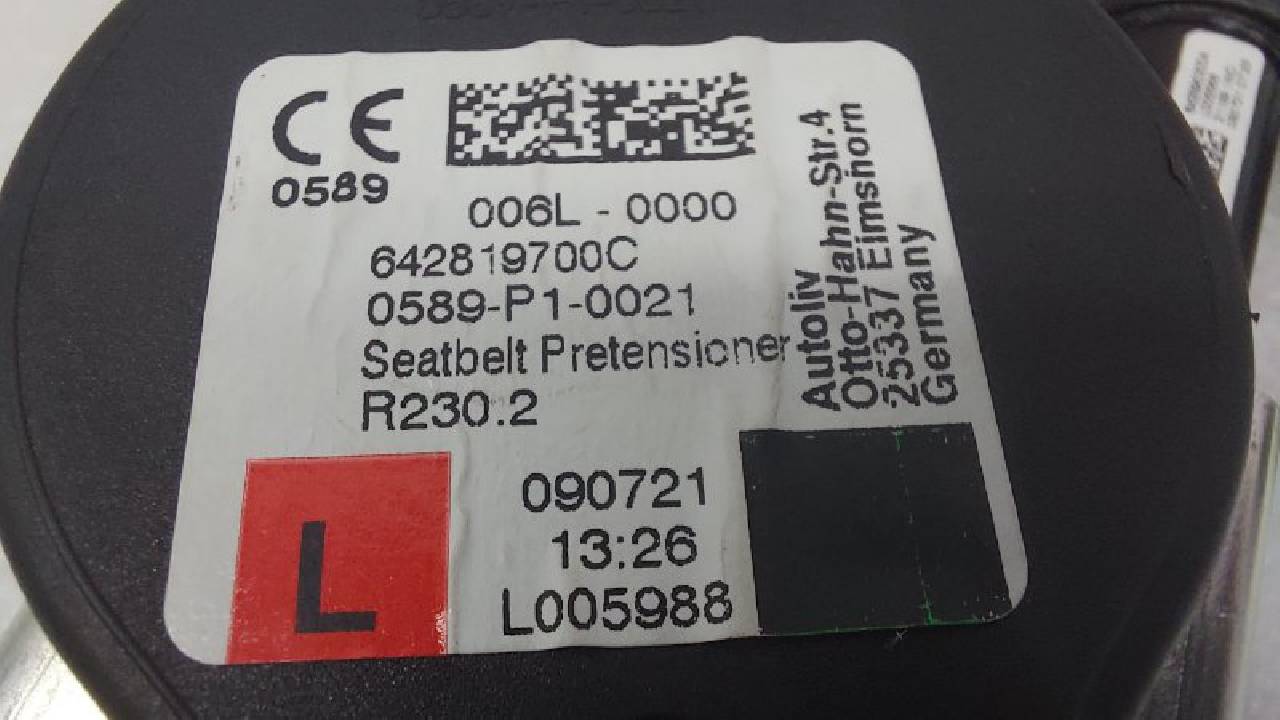 CE
0589
006L - 0000
642819700C
0589-P1-0021
Seatbelt Pretensioner
R230.2
Autoliv
Otto-Hahn-Str.4
25337 Elmshorn
Germany
L
090721
13:26
L005988